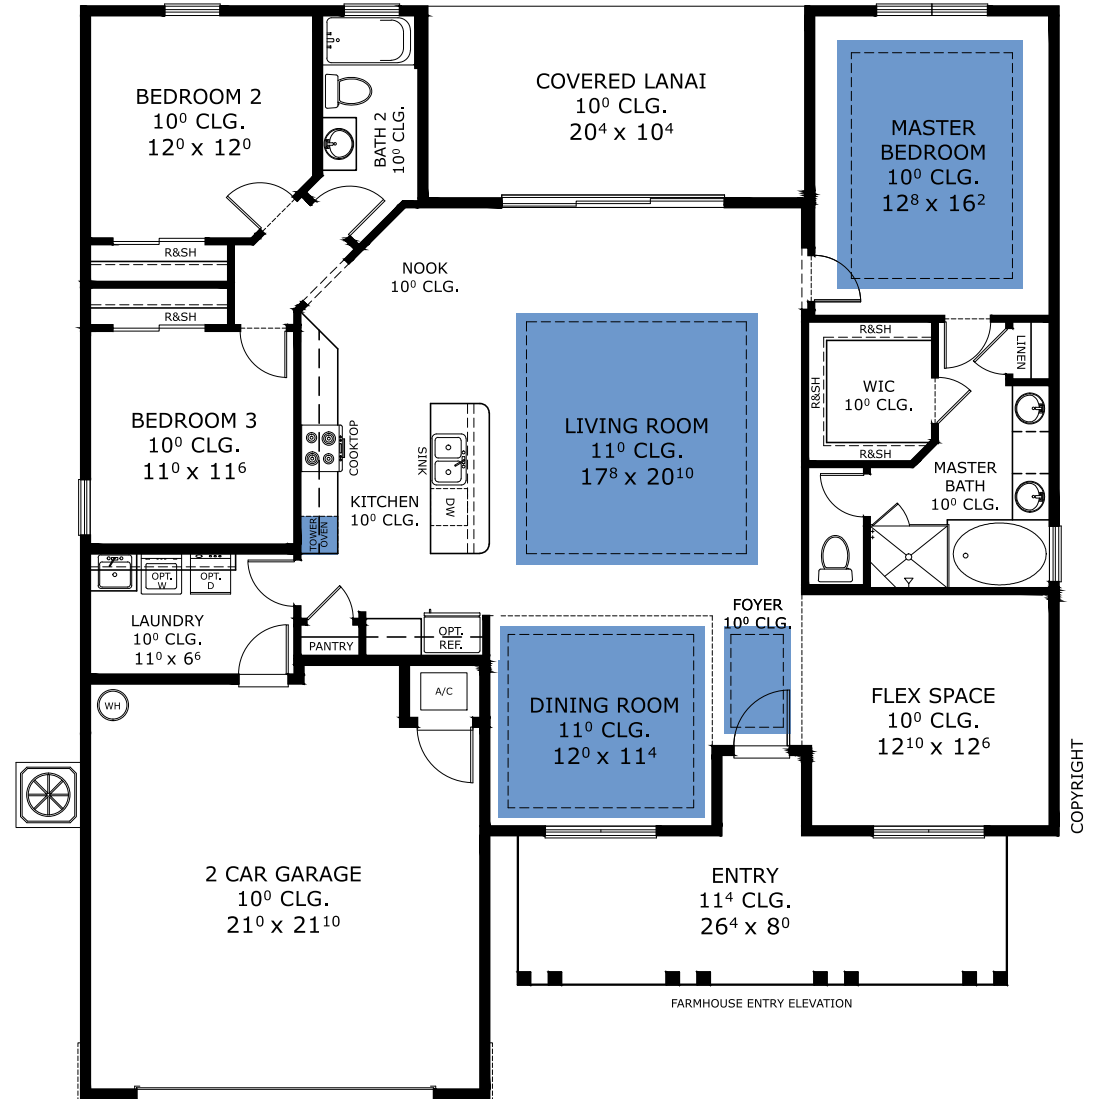 BEDROOM 2
10⁰ CLG.
12⁰ x 12⁰
BATH 2
10⁰ CLG.
COVERED LANAI
10⁰ CLG.
20⁴ x 10⁴
MASTER
BEDROOM
10⁰ CLG.
12⁸ x 16²
R&SH
R&SH
NOOK
10⁰ CLG.
BEDROOM 3
10⁰ CLG.
11⁰ x 11⁶
COOKTOP
SINK
DW
KITCHEN
10⁰ CLG.
TOWER
OVEN
LIVING ROOM
11⁰ CLG.
17⁸ x 20¹⁰
R&SH
R&SH
WIC
10⁰ CLG.
R&SH
LINEN
MASTER
BATH
10⁰ CLG.
OPT.
W
OPT.
D
LAUNDRY
10⁰ CLG.
11⁰ x 6⁶
PANTRY
OPT.
REF.
A/C
WH
FOYER
10⁰ CLG.
DINING ROOM
11⁰ CLG.
12⁰ x 11⁴
FLEX SPACE
10⁰ CLG.
12¹⁰ x 12⁶
COPYRIGHT
2 CAR GARAGE
10⁰ CLG.
21⁰ x 21¹⁰
ENTRY
11⁴ CLG.
26⁴ x 8⁰
FARMHOUSE ENTRY ELEVATION